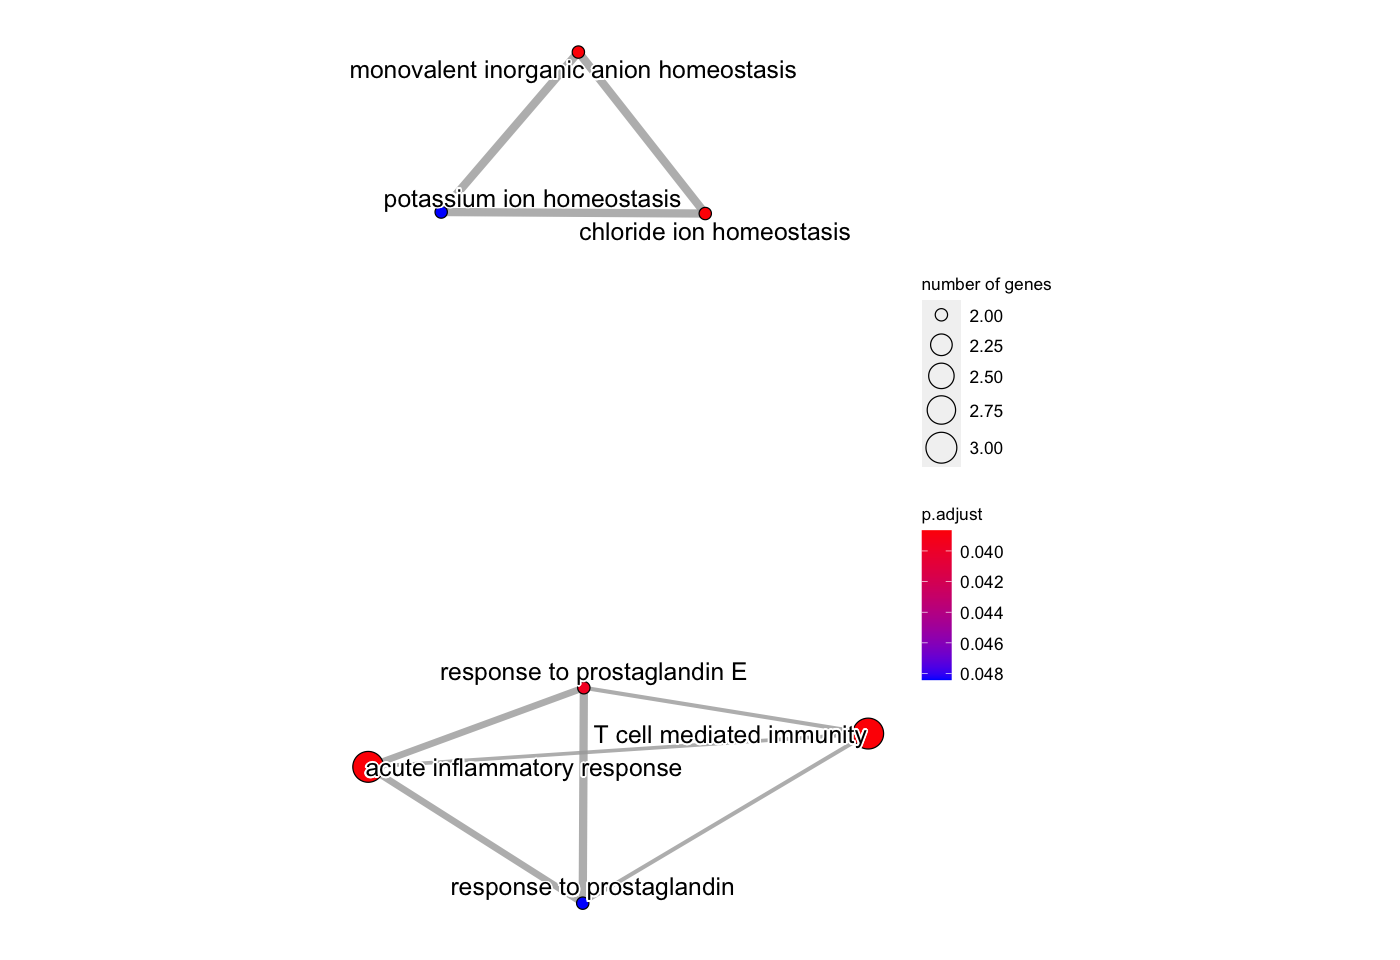 monovalent inorganic anion homeostasis
potassium ion homeostasis
chloride ion homeostasis
number of genes
2.00
2.25
2.50
2.75
3.00
p.adjust
0.040
0.042
0.044
0.046
0.048
response to prostaglandin E
T cell mediated immunity
acute inflammatory response
response to prostaglandin